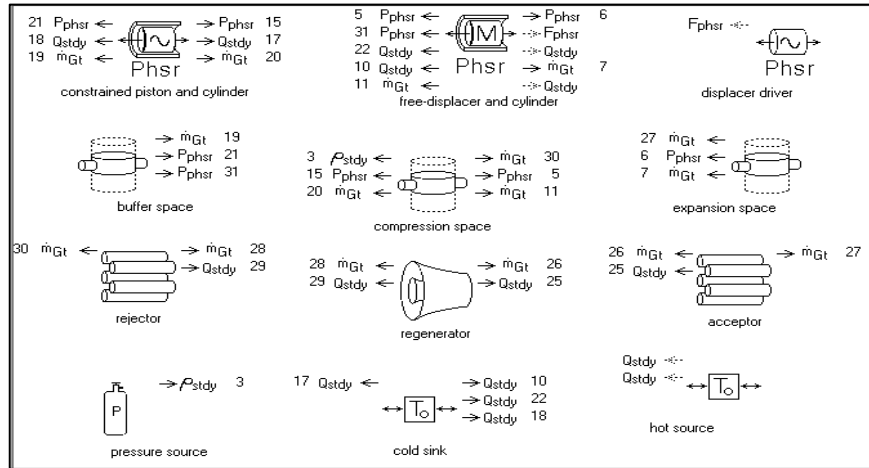 21 Pphsr Pphsr 15
18 Qstdy Qstdy 17
19 ṁGt ṁGt 20
Phsr
constrained piston and cylinder
5 Pphsr Pphsr 6
31 Pphsr M Fphsr
22 Qstdy Qstdy
10 Qstdy Phsr ṁGt 7
11 ṁGt Qstdy
free-displacer and cylinder
Fphsr
Phsr
displacer driver
ṁGt 19
Pphsr 21
Pphsr 31
buffer space
3 ρstdy ṁGt 30
15 Pphsr Pphsr 5
20 ṁGt ṁGt 11
compression space
27 ṁGt
6 Pphsr
7 ṁGt
expansion space
30 ṁGt ṁGt 28
Qstdy 29
rejector
28 ṁGt ṁGt 26
29 Qstdy Qstdy 25
regenerator
26 ṁGt ṁGt 27
25 Qstdy
acceptor
ρstdy 3
P
pressure source
17 Qstdy Qstdy 10
To Qstdy 22
Qstdy 18
cold sink
Qstdy
Qstdy To
hot source